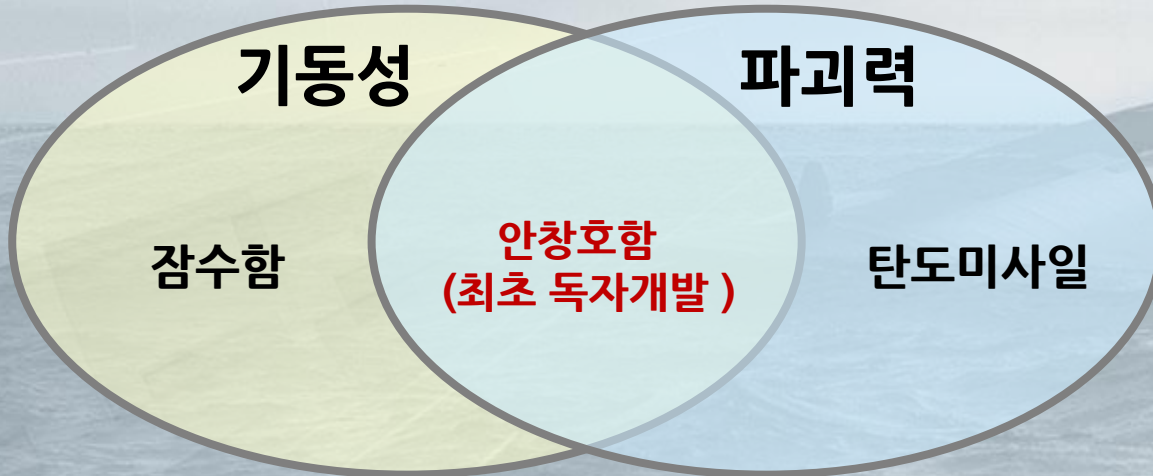 기동성
파괴력
잠수함
안창호함
(최초 독자개발 )
탄도미사일